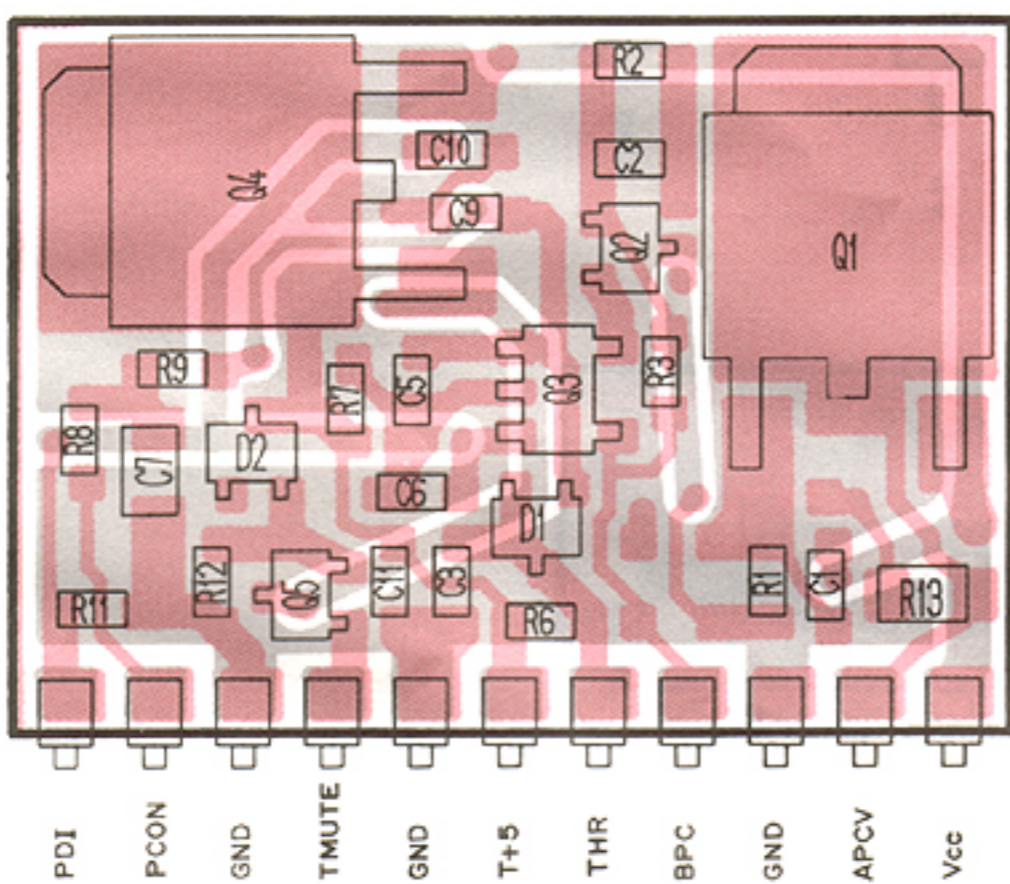 R2
C10
C2
Q4
C9
Q2
Q1
R9
R7
C5
Q3
R3
R8
C7
D2
C6
D1
R12
Q5
C11
C3
R1
C1
R13
R11
R6
PDI
PCON
GND
TMUTE
GND
T+5
THR
BPC
GND
APCV
Vcc